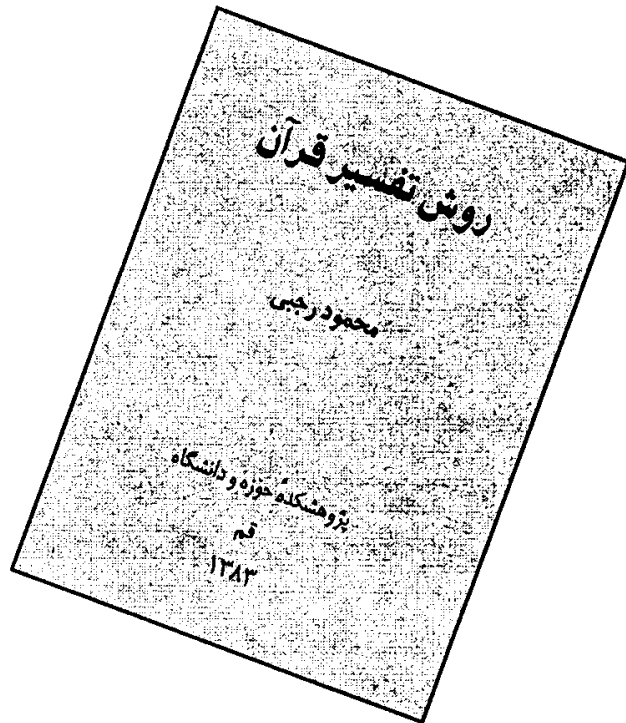 روش تفسیر قرآن
محمود رجبی
پژوهشکده حوزه و دانشگاه
قم
۱۳۸۳